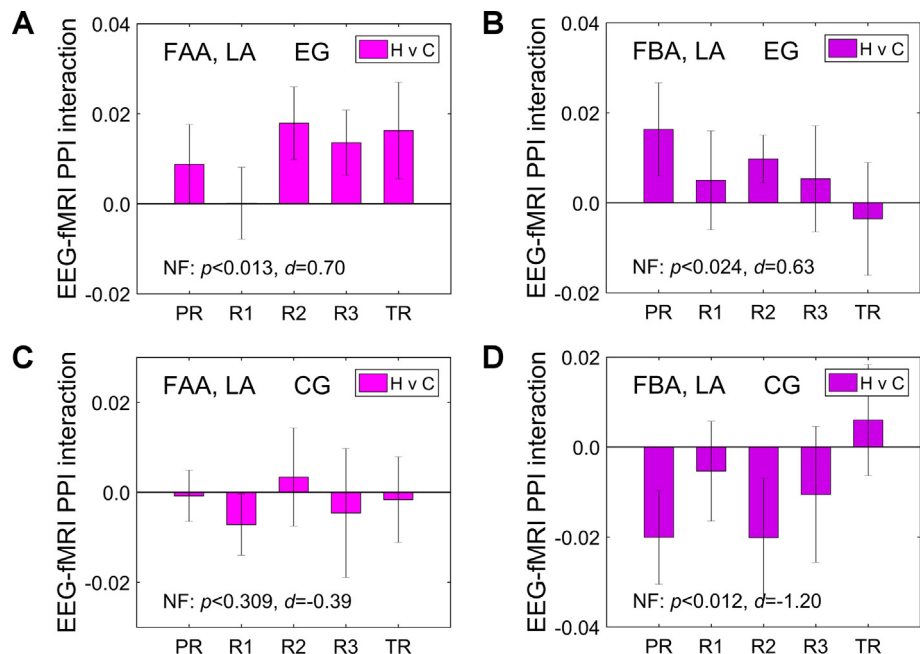 A
EEG-fMRI PPI interaction
0.04
0.02
0.0
-0.02
FAA, LA EG
H v C
NF: p<0.013, d=0.70
PR R1 R2 R3 TR
B
EEG-fMRI PPI interaction
0.04
0.02
0.0
-0.02
FBA, LA EG
H v C
NF: p<0.024, d=0.63
PR R1 R2 R3 TR
C
EEG-fMRI PPI interaction
0.02
0.0
-0.02
FAA, LA CG
H v C
NF: p<0.309, d=-0.39
PR R1 R2 R3 TR
D
EEG-fMRI PPI interaction
0.02
0.0
-0.02
-0.04
FBA, LA CG
H v C
NF: p<0.012, d=-1.20
PR R1 R2 R3 TR